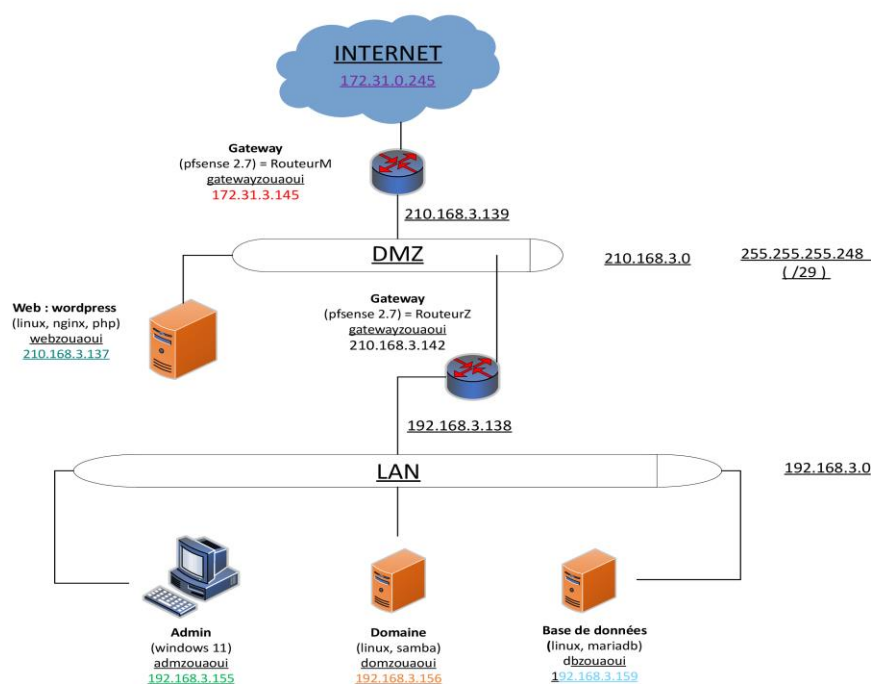 INTERNET
172.31.0.245
Gateway
(pfsense 2.7) = RouteurM
gatewayzouaoui
172.31.3.145
210.168.3.139
DMZ
210.168.3.0
255.255.255.248
( /29 )
Web : wordpress
(linux, nginx, php)
webzouaoui
210.168.3.137
Gateway
(pfsense 2.7) = RouteurZ
gatewayzouaoui
210.168.3.142
192.168.3.138
LAN
192.168.3.0
Admin
(windows 11)
admzouaoui
192.168.3.155
Domaine
(linux, samba)
domzouaoui
192.168.3.156
Base de données
(linux, mariadb)
dbzouaoui
192.168.3.159